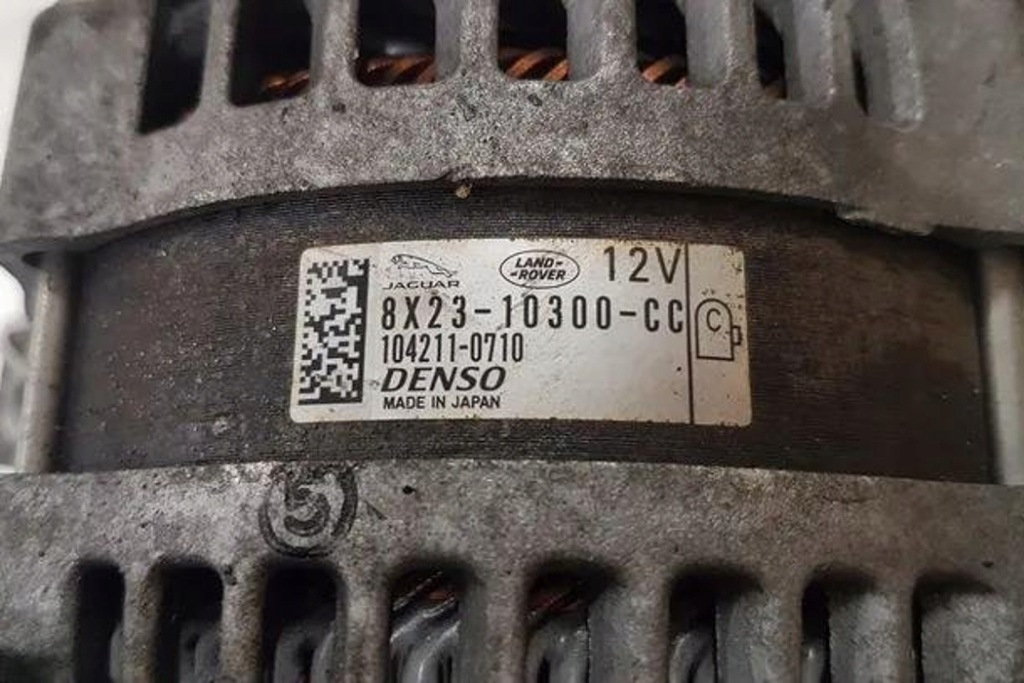 JAGUAR
LAND-
-ROVER
12V
8X23-10300-CC
104211-0710
DENSO
MADE IN JAPAN
C
5